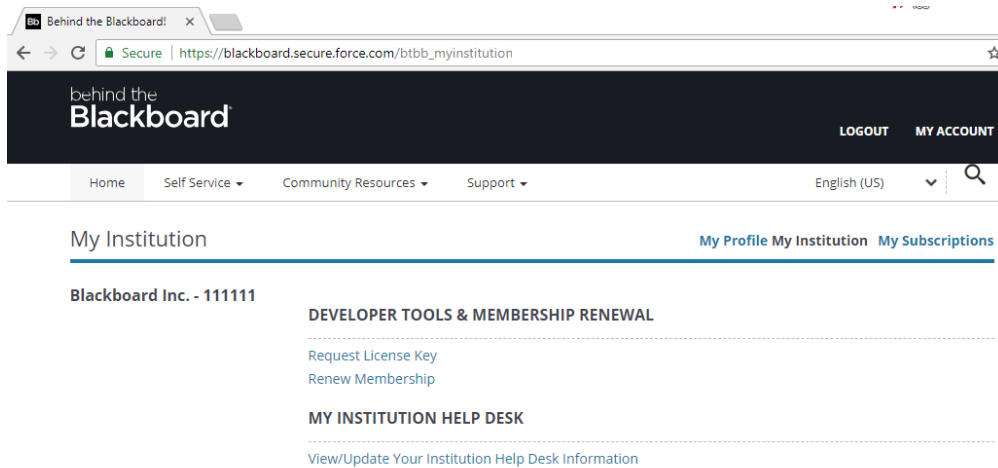 Bb Behind the Blackboard!
Secure | https://blackboard.secure.force.com/btbb_myinstitution
behind the
Blackboard
LOGOUT MY ACCOUNT
Home Self Service Community Resources Support English (US)
My Institution
My Profile My Institution My Subscriptions
Blackboard Inc. - 111111
DEVELOPER TOOLS & MEMBERSHIP RENEWAL
Request License Key
Renew Membership
MY INSTITUTION HELP DESK
View/Update Your Institution Help Desk Information